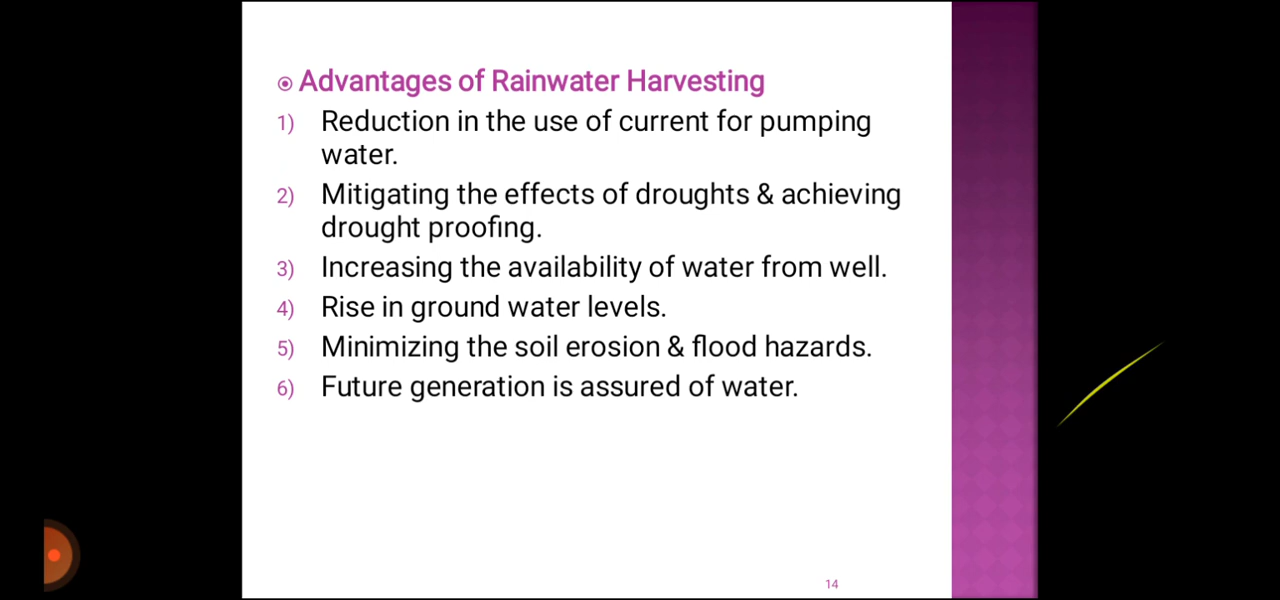 Advantages of Rainwater Harvesting
1) Reduction in the use of current for pumping
water.
2) Mitigating the effects of droughts & achieving
drought proofing.
3) Increasing the availability of water from well.
4) Rise in ground water levels.
5) Minimizing the soil erosion & flood hazards.
6) Future generation is assured of water.
14